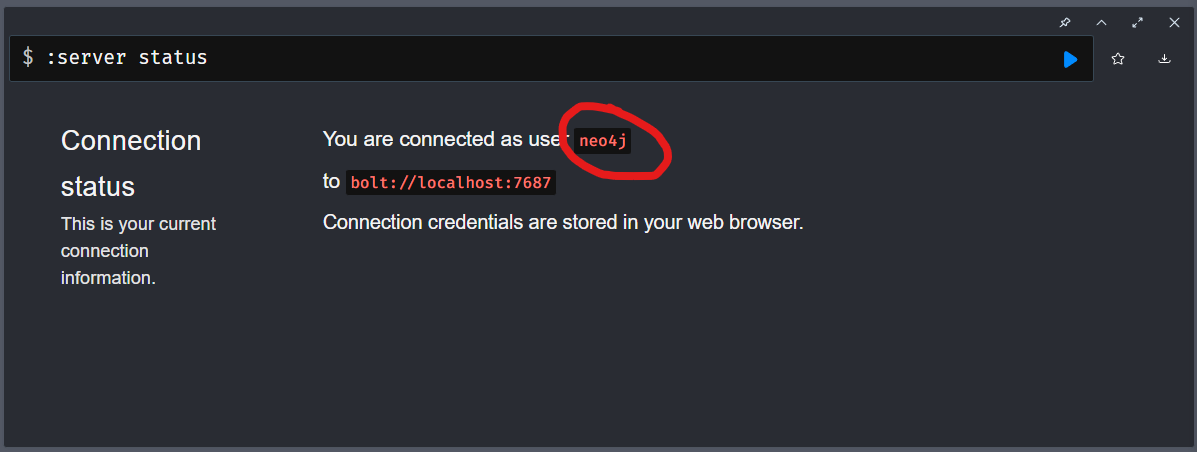 $ :server status
Connection
status
This is your current
connection
information.
You are connected as user neo4j
to bolt://localhost:7687
Connection credentials are stored in your web browser.